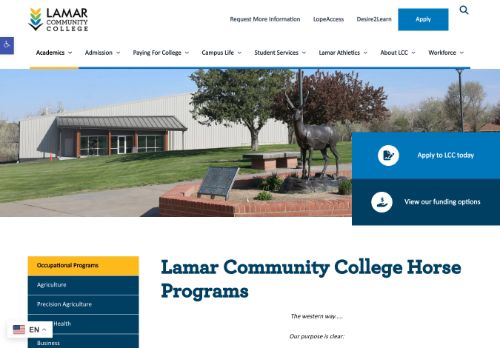 LAMAR
COMMUNITY
COLLEGE
Request More Information
LopeAccess
Desire2Learn
Apply
Academics
Admission
Paying For College
Campus Life
Student Services
Lamar Athletics
About LCC
Workforce
Apply to LCC today
View our funding options
Occupational Programs
Agriculture
Precision Agriculture
Health
Business
EN
Lamar Community College Horse
Programs
The western way....
Our purpose is clear: